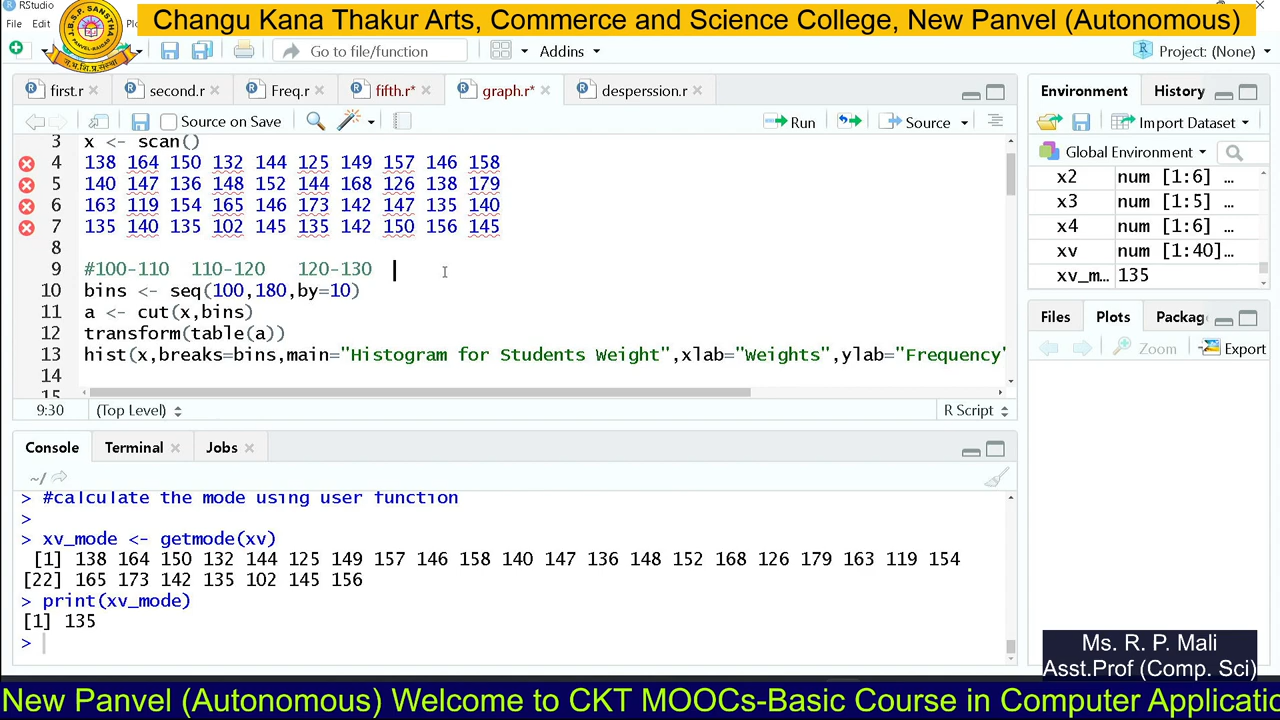 RStudio
Changu Kana Thakur Arts, Commerce and Science College, New Panvel (Autonomous)
File Edit
Go to file/function
Addins
Project: (None)
first.r
second.r
Freq.r
fifth.r*
graph.r*
desperssion.r
Source on Save
Run
Source
3 x <- scan()
4 138 164 150 132 144 125 149 157 146 158
5 140 147 136 148 152 144 168 126 138 179
6 163 119 154 165 146 173 142 147 135 140
7 135 140 135 102 145 135 142 150 156 145
8
9 #100-110 110-120 120-130
10 bins <- seq(100,180,by=10)
11 a <- cut(x,bins)
12 transform(table(a))
13 hist(x,breaks=bins,main="Histogram for Students Weight",xlab="Weights",ylab="Frequency"
14
15
9:30 (Top Level) R Script
Console Terminal Jobs
~/
> #calculate the mode using user function
>
> xv_mode <- getmode(xv)
[1] 138 164 150 132 144 125 149 157 146 158 140 147 136 148 152 168 126 179 163 119 154
[22] 165 173 142 135 102 145 156
> print(xv_mode)
[1] 135
>
Environment History
Import Dataset
Global Environment
x2 num [1:6] …
x3 num [1:5] …
x4 num [1:6] …
xv num [1:40]…
xv_m… 135
Files Plots Packag
Zoom Export
Ms. R. P. Mali
Asst.Prof (Comp. Sci)
New Panvel (Autonomous) Welcome to CKT MOOCs-Basic Course in Computer Applicatio